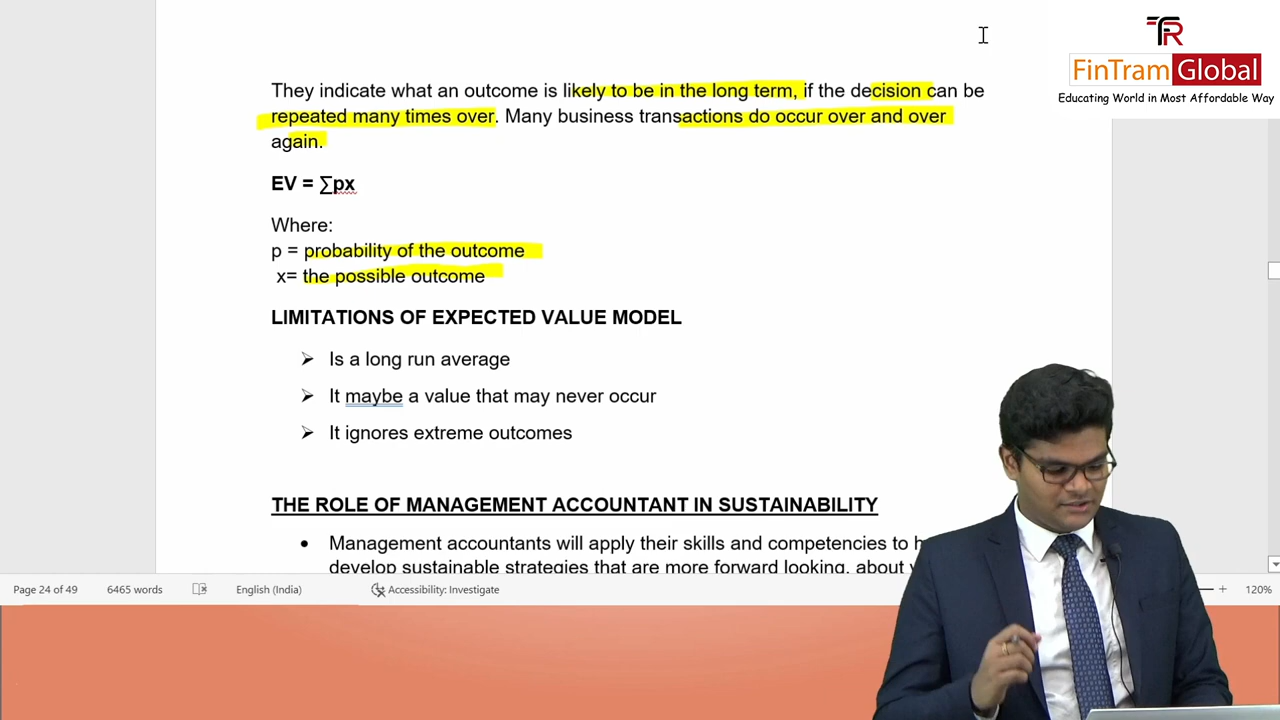 TR
FinTram Global
Educating World in Most Affordable Way
They indicate what an outcome is likely to be in the long term, if the decision can be
repeated many times over. Many business transactions do occur over and over
again.
EV = ∑px
Where:
p = probability of the outcome
x= the possible outcome
LIMITATIONS OF EXPECTED VALUE MODEL
➢ Is a long run average
➢ It maybe a value that may never occur
➢ It ignores extreme outcomes
THE ROLE OF MANAGEMENT ACCOUNTANT IN SUSTAINABILITY
• Management accountants will apply their skills and competencies to
develop sustainable strategies that are more forward looking, about
Page 24 of 49 6465 words English (India) Accessibility: Investigate + 120%